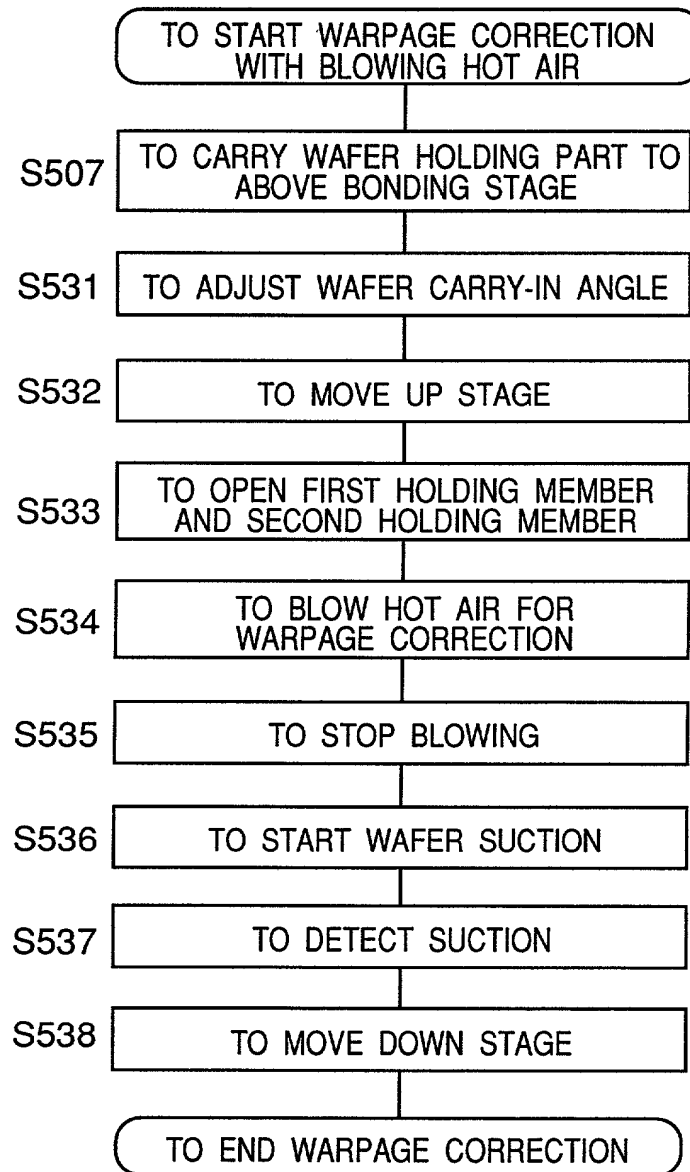 TO START WARPAGE CORRECTION
WITH BLOWING HOT AIR
S507
TO CARRY WAFER HOLDING PART TO
ABOVE BONDING STAGE
S531
TO ADJUST WAFER CARRY-IN ANGLE
S532
TO MOVE UP STAGE
S533
TO OPEN FIRST HOLDING MEMBER
AND SECOND HOLDING MEMBER
S534
TO BLOW HOT AIR FOR
WARPAGE CORRECTION
S535
TO STOP BLOWING
S536
TO START WAFER SUCTION
S537
TO DETECT SUCTION
S538
TO MOVE DOWN STAGE
TO END WARPAGE CORRECTION